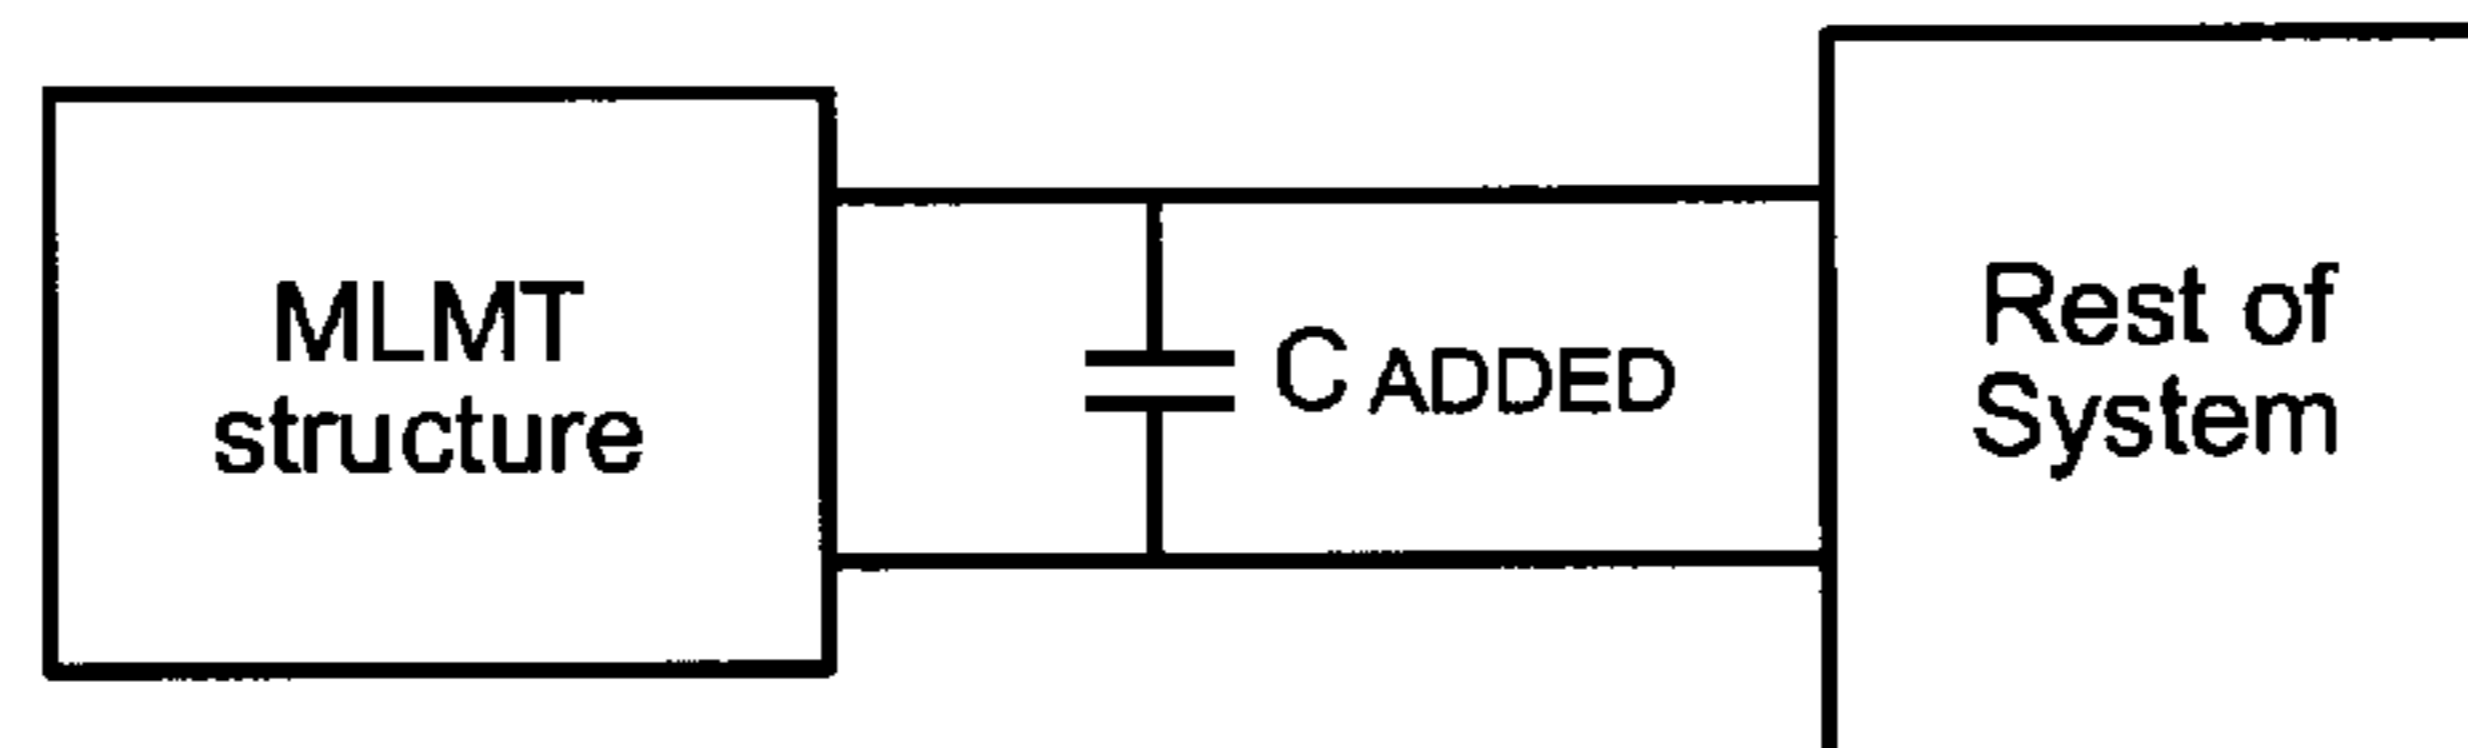 MLMT
structure
C ADDED
Rest of
System